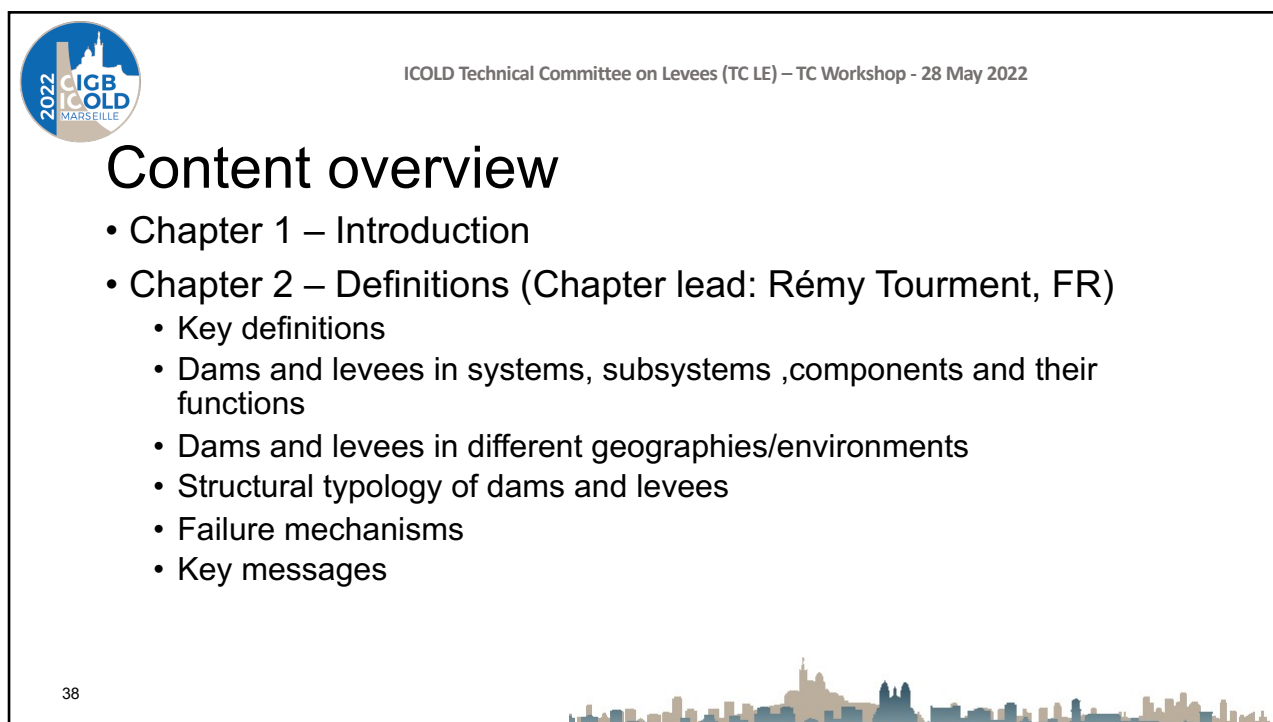 2022
CIGB
ICOLD
MARSEILLE
ICOLD Technical Committee on Levees (TC LE) – TC Workshop - 28 May 2022
Content overview
• Chapter 1 – Introduction
• Chapter 2 – Definitions (Chapter lead: Rémy Tourment, FR)
• Key definitions
• Dams and levees in systems, subsystems ,components and their
functions
• Dams and levees in different geographies/environments
• Structural typology of dams and levees
• Failure mechanisms
• Key messages
38